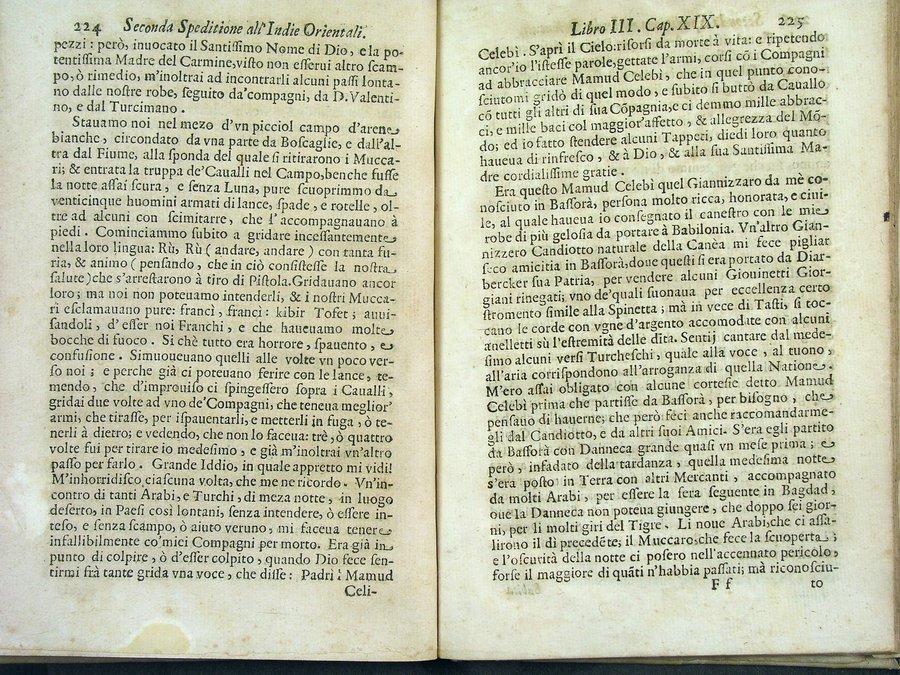 224 Seconda Speditione all'Indie Orientali.
pezzi: però, inuocato il Santissimo Nome di Dio, e la po-
tentissima Madre del Carmine, visto non esserui altro scam-
po, ò rimedio, m'inoltrai ad incontrarli alcuni passi lonta-
no dalle nostre robe, seguito da'compagni, da D. Valenti-
no, e dal Turcimano.
Stauamo noi nel mezo d'vn picciol campo d'arene
bianche, circondato da vna parte da Boscaglie, e dall'al-
tra dal Fiume, alla sponda del quale si ritirarono i Mucca-
ri; & entrata la truppa de'Caualli nel Campo, benche fusse
la notte assai scura, e senza Luna, pure scuoprimmo da
venticinque huomini armati di lance, spade, e rotelle, ol-
tre ad alcuni con scimitarre, che l'accompagnauano à
piedi. Cominciammo subito a gridare incessantemente
nella loro lingua: Rù, Rù (andare, andare) con tanta fu-
ria, & animo (pensando, che in ciò consistesse la nostra
salute) che s'arrestarono à tiro di Pistola. Gridauano ancor
loro; ma noi non poteuamo intenderli, & i nostri Mucca-
ri esclamauano pure: franci, franci: kibir Tofet; auui-
sandoli, d'esser noi Franchi, e che haueuamo molte
bocche di fuoco. Si chè tutto era horrore, spauento, e
confusione. Simuoueuano quelli alle volte vn poco ver-
so noi; e perche già ci poteuano ferire con le lance, te-
mendo, che d'improuiso ci spingessero sopra i Caualli,
gridai due volte ad vno de'Compagni, che teneua meglior'
armi, che tirasse, per ispauentarli, e metterli in fuga, ò te-
nerli à dietro; e vedendo, che non lo faceua: trè, ò quattro
volte fui per tirare io medesimo, e già m'inoltrai vn'altro
passo per farlo. Grande Iddio, in quale appretto mi vidi!
M'inhorridisco ciascuna volta, che me ne ricordo. Vn'in-
contro di tanti Arabi, e Turchi, di meza notte, in luogo
deserto, in Paesi così lontani, senza intendere, ò essere in-
teso, e senza scampo, ò aiuto veruno, mi faceua tenere
infallibilmente co'mici Compagni per morto. Era già in
punto di colpire, ò d'esser colpito, quando Dio fece sen-
tirmi frà tante grida vna voce, che disse: Padri: Mamud
Celi-
Libro III. Cap. XIX. 225
Celebì. S'aprì il Cielo: risorsi da morte à vita: e ripetendo
ancor'io l'istesse parole, gettate l'armi, corsi cõ i Compagni
ad abbracciare Mamud Celebì, che in quel punto cono-
sciutomi gridò di quel modo, e subito si buttò da Cauallo
cõ tutti gli altri di sua Cõpagnia, e ci demmo mille abbrac-
ci, e mille baci col maggior'affetto, & allegrezza del Mõ-
do; ed io fatto stendere alcuni Tappeti, diedi loro quanto
haueua di rinfresco, & à Dio, & alla sua Santissima Ma-
dre cordialissime gratie.
Era questo Mamud Celebì quel Giannizzaro da mè co-
nosciuto in Bassorà, persona molto ricca, honorata, e ciui-
le, al quale haueua io consegnato il canestro con le mie
robe di più gelosia da portare à Babilonia. Vn'altro Gian-
nizzero Candiotto naturale della Canèa mi fece pigliar
seco amicitia in Bassorà, doue questi si era portato da Diar-
bercker sua Patria, per vendere alcuni Giouinetti Gior-
giani rinegati; vno de'quali suonaua per eccellenza certo
stromento simile alla Spinetta; mà in vece di Tasti, si toc-
cano le corde con vgne d'argento accomodate con alcuni
anelletti sù l'estremità delle dita. Sentij cantare dal mede-
simo alcuni versi Turcheschi, quale alla voce, al tuono,
all'aria corrispondono all'arroganza di quella Natione.
M'ero assai obligato con alcune cortesie detto Mamud
Celebì prima che partisse da Bassorà, per bisogno, che
pensauo di hauerne; che però feci anche raccomandarme-
gli dal Candiotto, e da altri suoi Amici. S'era egli partito
da Bassorà con Danneca grande quasi vn mese prima; e
però, infadato della tardanza, quella medesima notte
s'era posto in Terra con altri Mercanti, accompagnato
da molti Arabi, per essere la sera seguente in Bagdad,
oue la Danneca non poteua giungere, che doppo sei gior-
ni, per li molti giri del Tigre. Li noue Arabi, che ci assa-
lirono il dì precedẽte; il Muccaro, che fece la scuoperta;
e l'oscurità della notte ci posero nell'accennato pericolo,
forse il maggiore di quãti n'habbia passati; mà riconosciu-
F f to